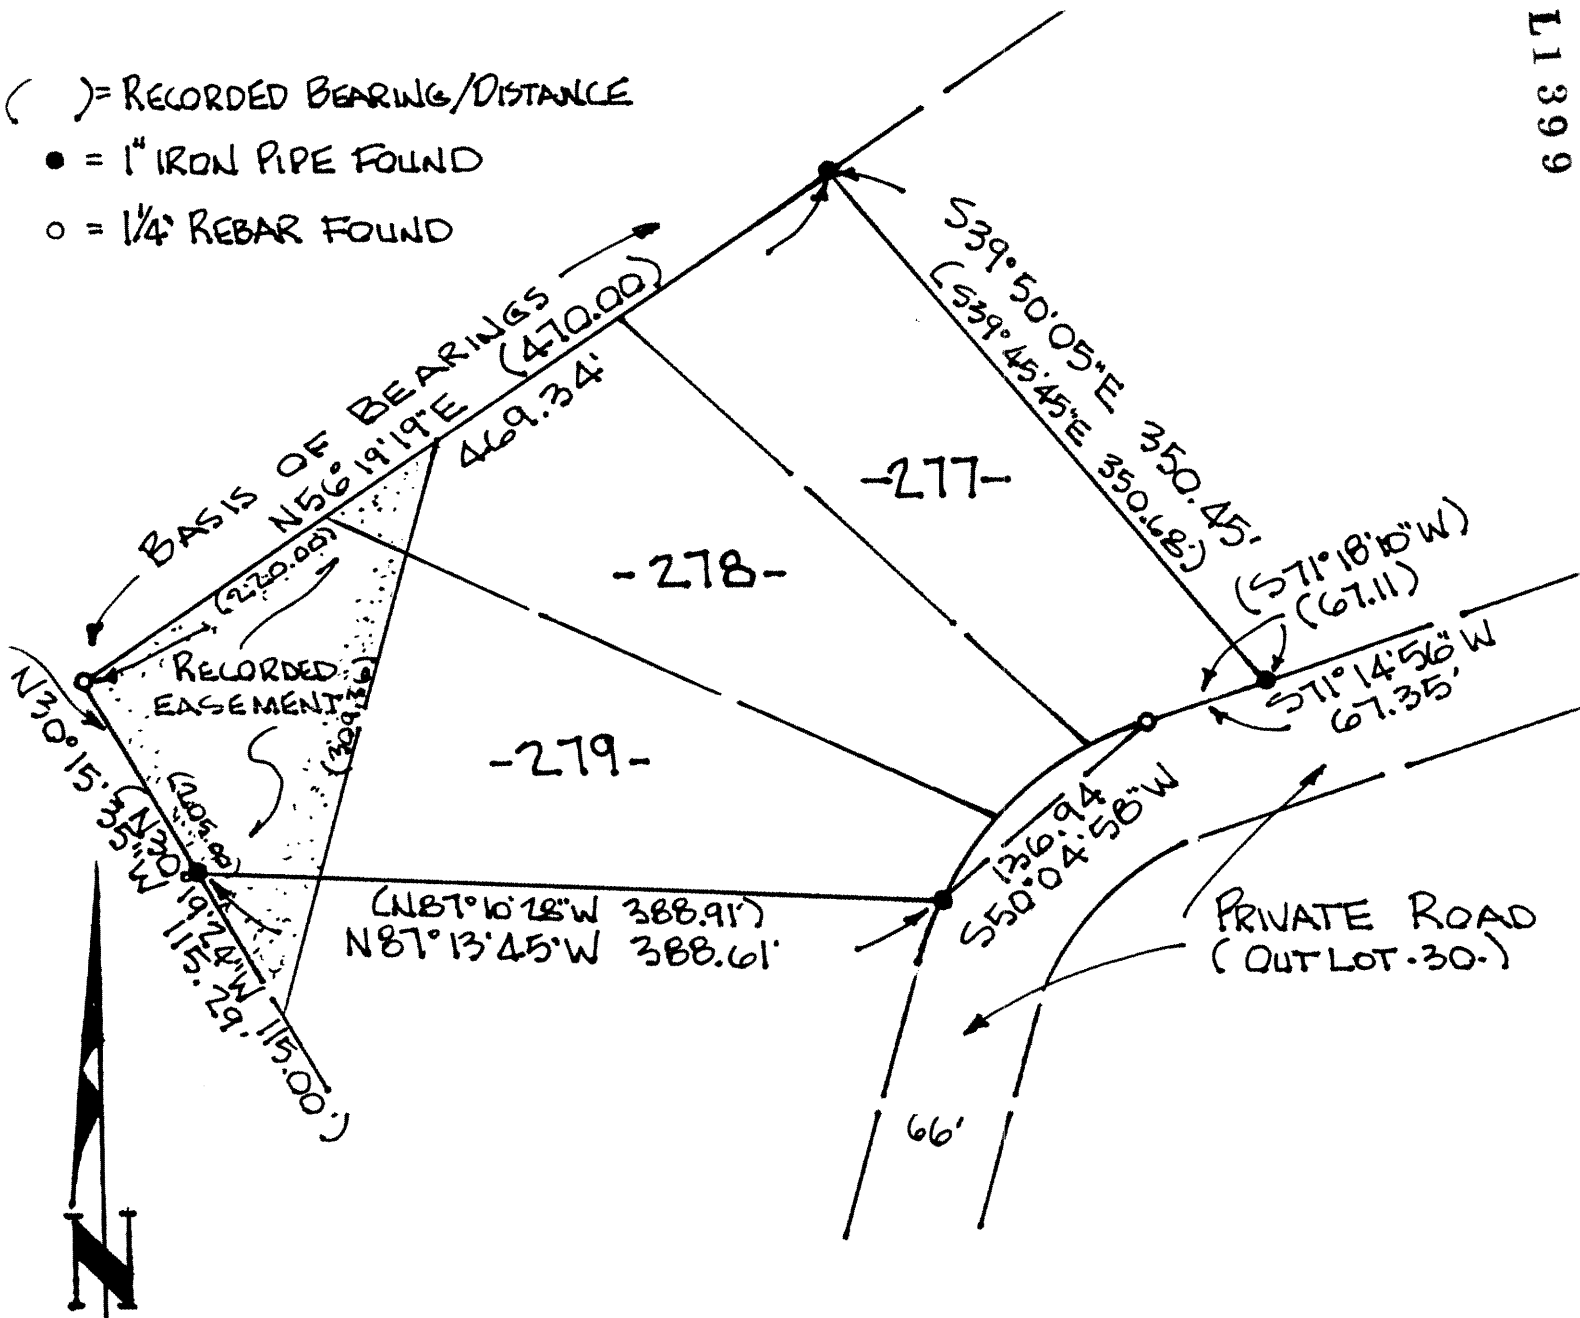 L1399
( )= RECORDED BEARING/DISTANCE
● = 1" IRON PIPE FOUND
○ = 1¼" REBAR FOUND
BASIS OF BEARINGS
N56°19'19"E (470.00)
469.34'
(220.00)
S39°50'05"E 350.45'
(S39°45'45"E 350.68')
-277-
-278-
-279-
(S71°18'10"W)
(67.11)
S71°14'56"W
67.35'
RECORDED
EASEMENT
(309.36)
N30°15'35"W 115.29'
(N30°19'24"W 115.00')
(N87°10'28"W 388.91')
N87°13'45"W 388.61'
136.94
S50°04'58"W
PRIVATE ROAD
(OUTLOT·30·)
66'
N